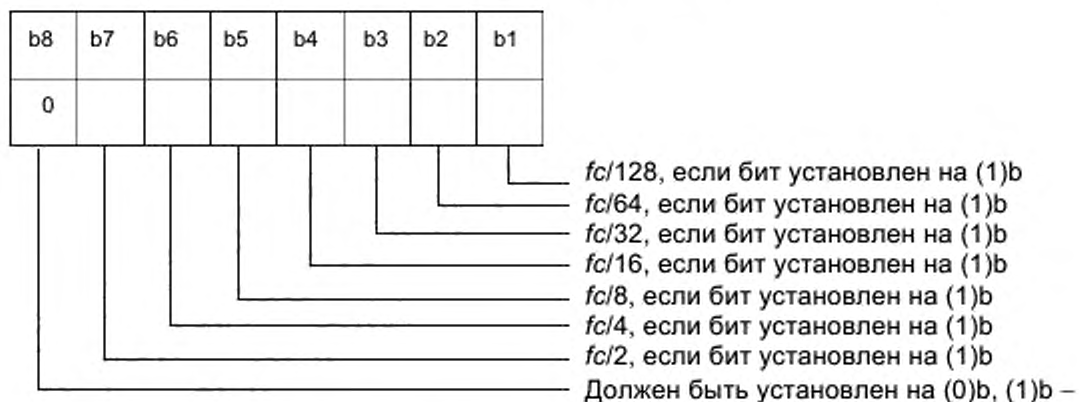 b8 b7 b6 b5 b4 b3 b2 b1
0
fc/128, если бит установлен на (1)b
fc/64, если бит установлен на (1)b
fc/32, если бит установлен на (1)b
fc/16, если бит установлен на (1)b
fc/8, если бит установлен на (1)b
fc/4, если бит установлен на (1)b
fc/2, если бит установлен на (1)b
Должен быть установлен на (0)b, (1)b –